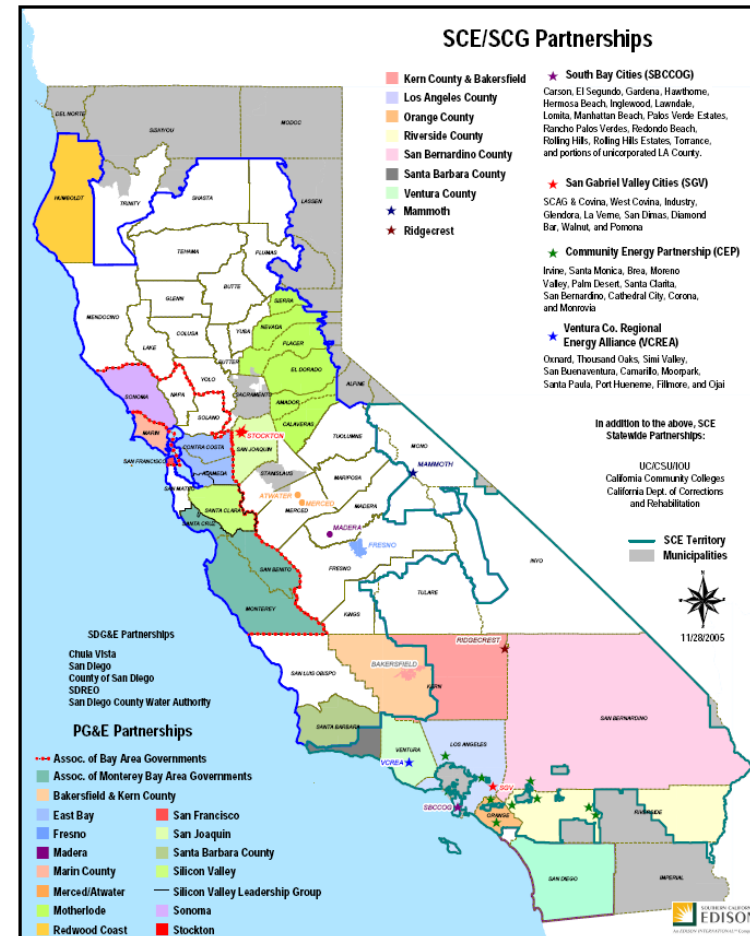 SCE/SCG Partnerships
Kern County & Bakersfield
Los Angeles County
Orange County
Riverside County
San Bernardino County
Santa Barbara County
Ventura County
Mammoth
Ridgecrest
South Bay Cities (SBCCOG)
Carson, El Segundo, Gardena, Hawthorne,
Hermosa Beach, Inglewood, Lawndale,
Lomita, Manhattan Beach, Palos Verde Estates,
Rancho Palos Verdes, Redondo Beach,
Rolling Hills, Rolling Hills Estates, Torrance,
and portions of unicorporated LA County.
San Gabriel Valley Cities (SGV)
SCAG & Covina, West Covina, Industry,
Glendora, La Verne, San Dimas, Diamond
Bar, Walnut, and Pomona
Community Energy Partnership (CEP)
Irvine, Santa Monica, Brea, Moreno
Valley, Palm Desert, Santa Clarita,
San Bernardino, Cathedral City, Corona,
and Monrovia
Ventura Co. Regional
Energy Alliance (VCREA)
Oxnard, Thousand Oaks, Simi Valley,
San Buenaventura, Camarillo, Moorpark,
Santa Paula, Port Hueneme, Fillmore, and Ojai
In addition to the above, SCE
Statewide Partnerships:
UC/CSU/IOU
California Community Colleges
California Dept. of Corrections
and Rehabilitation
SCE Territory
Municipalities
11/28/2005
DEL NORTE
SISKIYOU
MODOC
HUMBOLDT
TRINITY
SHASTA
LASSEN
TEHAMA
PLUMAS
BUTTE
GLENN
MENDOCINO
SIERRA
NEVADA
YUBA
COLUSA
LAKE
SUTTER
PLACER
EL DORADO
YOLO
SONOMA
NAPA
SACRAMENTO
AMADOR
ALPINE
SOLANO
CALAVERAS
MARIN
STOCKTON
SAN JOAQUIN
TUOLUMNE
MONO
CONTRA COSTA
SAN FRANCISCO
ALAMEDA
STANISLAUS
MARIPOSA
MAMMOTH
SAN MATEO
SANTA CLARA
ATWATER
MERCED
MERCED
MADERA
SANTA CRUZ
MADERA
FRESNO
SAN BENITO
FRESNO
INYO
MONTEREY
KINGS
TULARE
SAN LUIS OBISPO
BAKERSFIELD
KERN
RIDGECREST
SAN BERNARDINO
SANTA BARBARA
VENTURA
LOS ANGELES
VCREA
SGV
SBCCOG
ORANGE
RIVERSIDE
SAN DIEGO
IMPERIAL
SDG&E Partnerships
Chula Vista
San Diego
County of San Diego
SDREO
San Diego County Water Authority
PG&E Partnerships
Assoc. of Bay Area Governments
Assoc. of Monterey Bay Area Governments
Bakersfield & Kern County
East Bay
Fresno
Madera
Marin County
Merced/Atwater
Motherlode
Redwood Coast
San Francisco
San Joaquin
Santa Barbara County
Silicon Valley
Silicon Valley Leadership Group
Sonoma
Stockton
SOUTHERN CALIFORNIA
EDISON